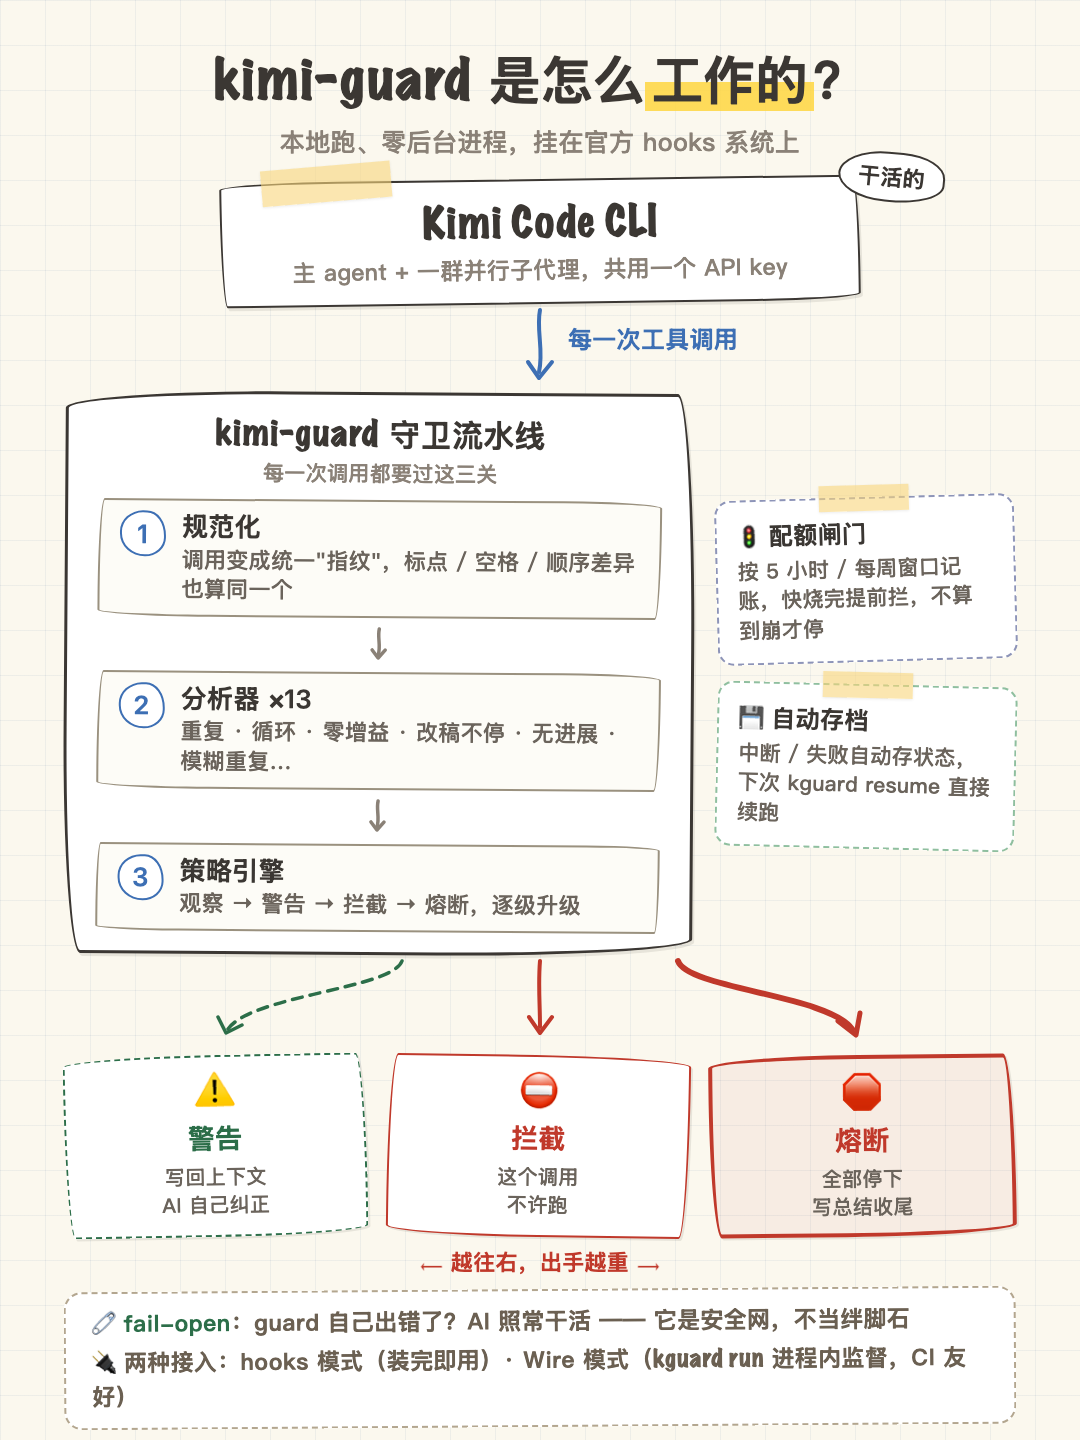 kimi-guard 是怎么工作的?
本地跑、零后台进程，挂在官方 hooks 系统上
干活的
Kimi Code CLI
主 agent + 一群并行子代理，共用一个 API key
每一次工具调用
kimi-guard 守卫流水线
每一次调用都要过这三关
1 规范化
调用变成统一"指纹"，标点 / 空格 / 顺序差异
也算同一个
2 分析器 ×13
重复 · 循环 · 零增益 · 改稿不停 · 无进展 ·
模糊重复…
3 策略引擎
观察 → 警告 → 拦截 → 熔断，逐级升级
🚦 配额闸门
按 5 小时 / 每周窗口记
账，快烧完提前拦，不算
到崩才停
💾 自动存档
中断 / 失败自动存状态，
下次 kguard resume 直接
续跑
⚠️
警告
写回上下文
AI 自己纠正
⛔
拦截
这个调用
不许跑
🛑
熔断
全部停下
写总结收尾
← 越往右，出手越重 →
🧷 fail-open：guard 自己出错了？AI 照常干活 —— 它是安全网，不当绊脚石
🔌 两种接入：hooks 模式（装完即用）· Wire 模式（kguard run 进程内监督，CI 友
好）